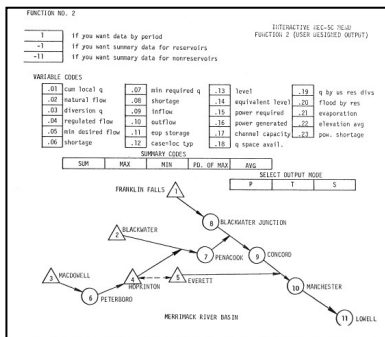 FUNCTION NO. 2
INTERACTIVE HEC-5C MENU
FUNCTION 2 (USER DESIGNED OUTPUT)
1 if you want data by period
-1 if you want summary data for reservoirs
-11 if you want summary data for nonreservoirs
VARIABLE CODES
.01 cum local q
.02 natural flow
.03 diversion q
.04 regulated flow
.05 min desired flow
.06 shortage
.07 min required q
.08 shortage
.09 inflow
.10 outflow
.11 eop storage
.12 case=loc typ
.13 level
.14 equivalent level
.15 power required
.16 power generated
.17 channel capacity
.18 q space avail.
.19 q by us res divs
.20 flood by res
.21 evaporation
.22 elevation avg
.23 pow. shortage
SUMMARY CODES
SUM MAX MIN PD. OF MAX AVG
SELECT OUTPUT MODE
P T S
FRANKLIN FALLS 1
8 BLACKWATER JUNCTION
2 BLACKWATER
7 PENACOOK
9 CONCORD
3 MACDOWELL
4 HOPKINTON
5 EVERETT
6 PETERBORO
10 MANCHESTER
11 LOWELL
MERRIMACK RIVER BASIN